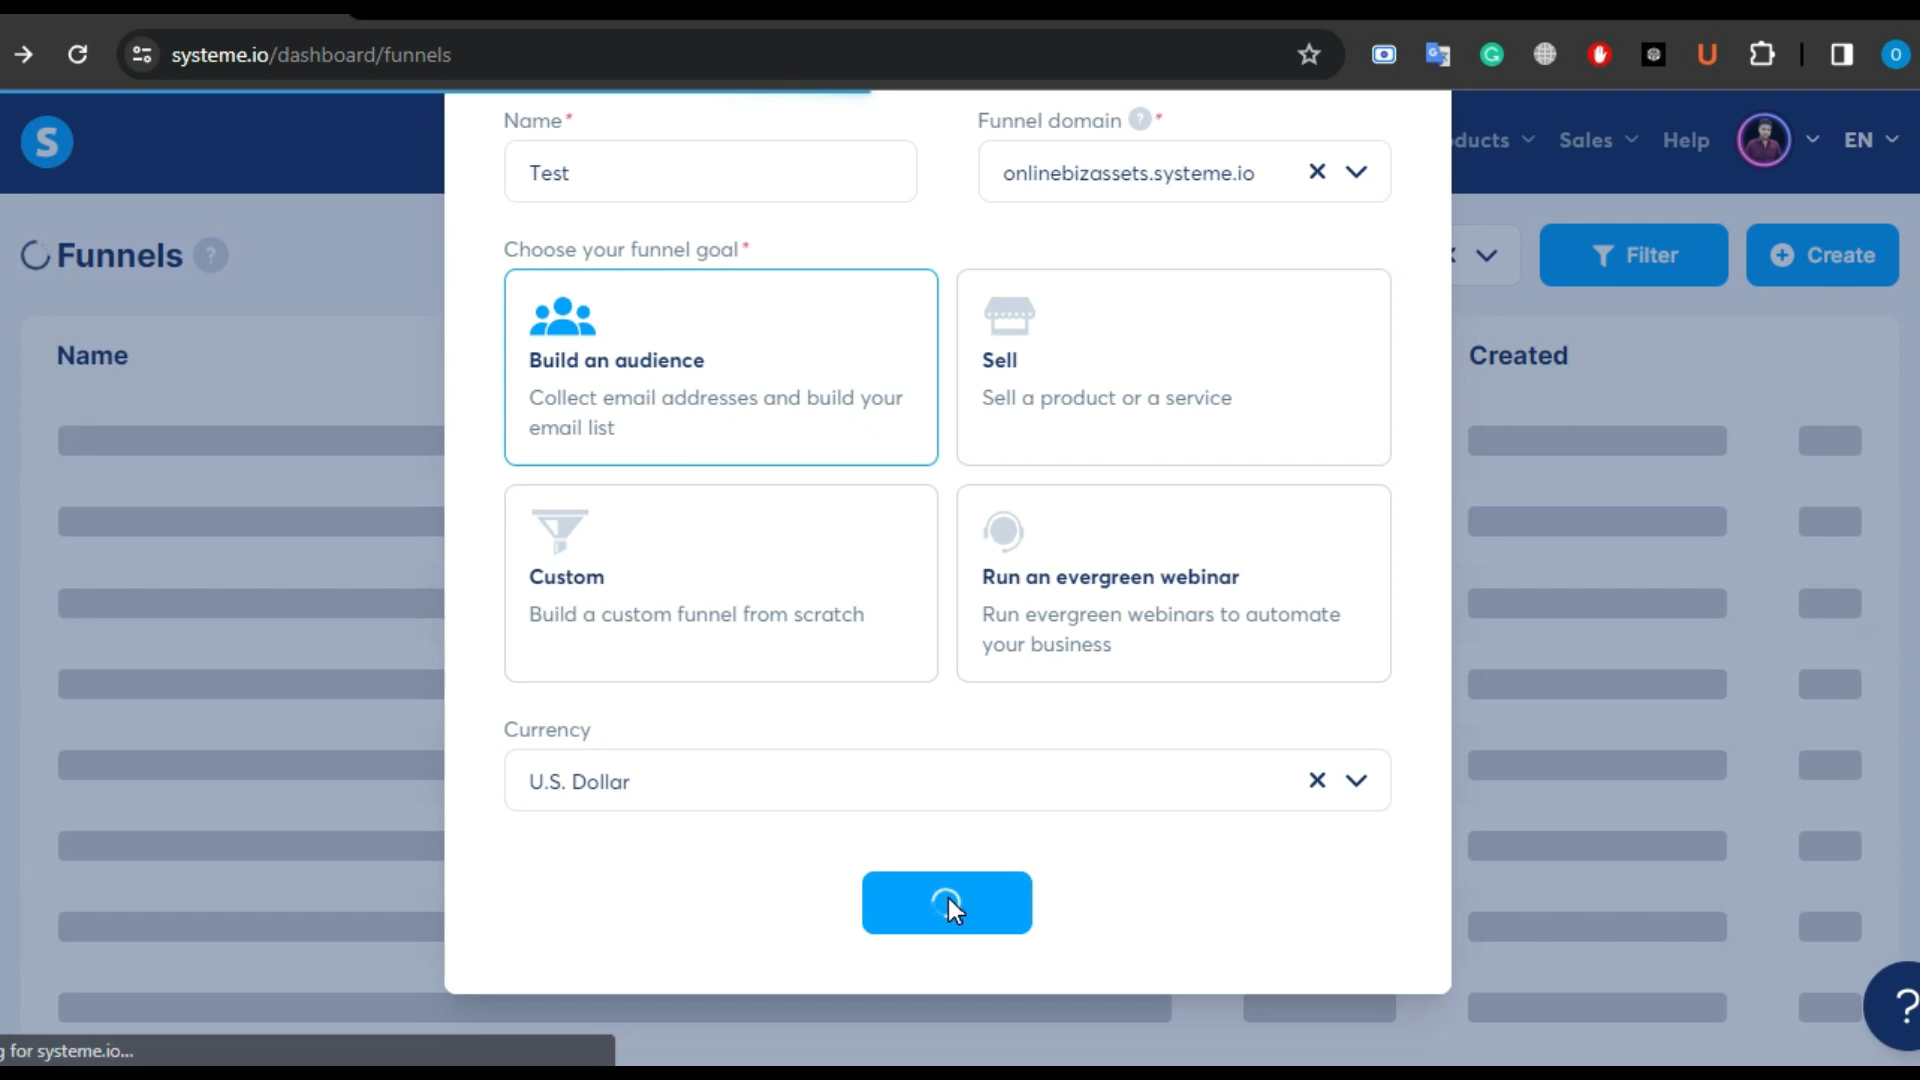 systeme.io/dashboard/funnels
O
Name*
Funnel domain ? *
S
Test
onlinebizassets.systeme.io
ducts
Sales
Help
EN
Choose your funnel goal*
Funnels ?
Filter
Create
Build an audience
Collect email addresses and build your
email list
Sell
Sell a product or a service
Name
Created
Custom
Build a custom funnel from scratch
Run an evergreen webinar
Run evergreen webinars to automate
your business
Currency
U.S. Dollar
?
g for systeme.io...